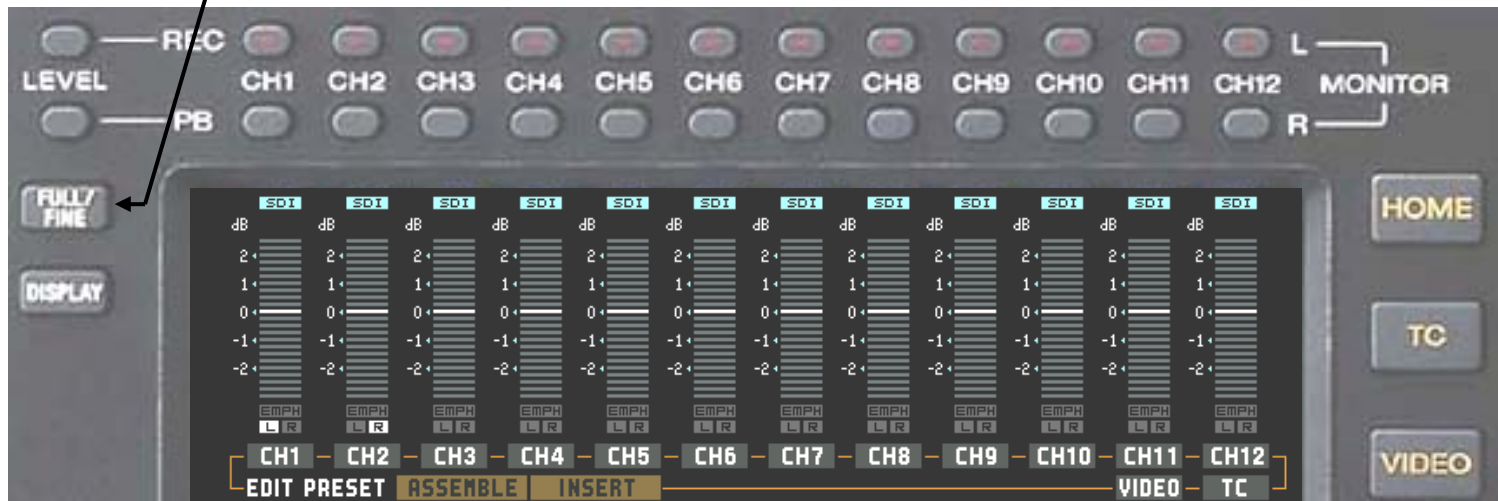 REC L
LEVEL CH1 CH2 CH3 CH4 CH5 CH6 CH7 CH8 CH9 CH10 CH11 CH12 MONITOR
PB R
FULL/
FINE
DISPLAY
HOME
TC
VIDEO
SDI SDI SDI SDI SDI SDI SDI SDI SDI SDI SDI SDI
dB dB dB dB dB dB dB dB dB dB dB dB
2 2 2 2 2 2 2 2 2 2 2 2
1 1 1 1 1 1 1 1 1 1 1 1
0 0 0 0 0 0 0 0 0 0 0 0
-1 -1 -1 -1 -1 -1 -1 -1 -1 -1 -1 -1
-2 -2 -2 -2 -2 -2 -2 -2 -2 -2 -2 -2
EMPH EMPH EMPH EMPH EMPH EMPH EMPH EMPH EMPH EMPH EMPH EMPH
L R L R L R L R L R L R L R L R L R L R L R L R
CH1 CH2 CH3 CH4 CH5 CH6 CH7 CH8 CH9 CH10 CH11 CH12
EDIT PRESET ASSEMBLE INSERT VIDEO TC